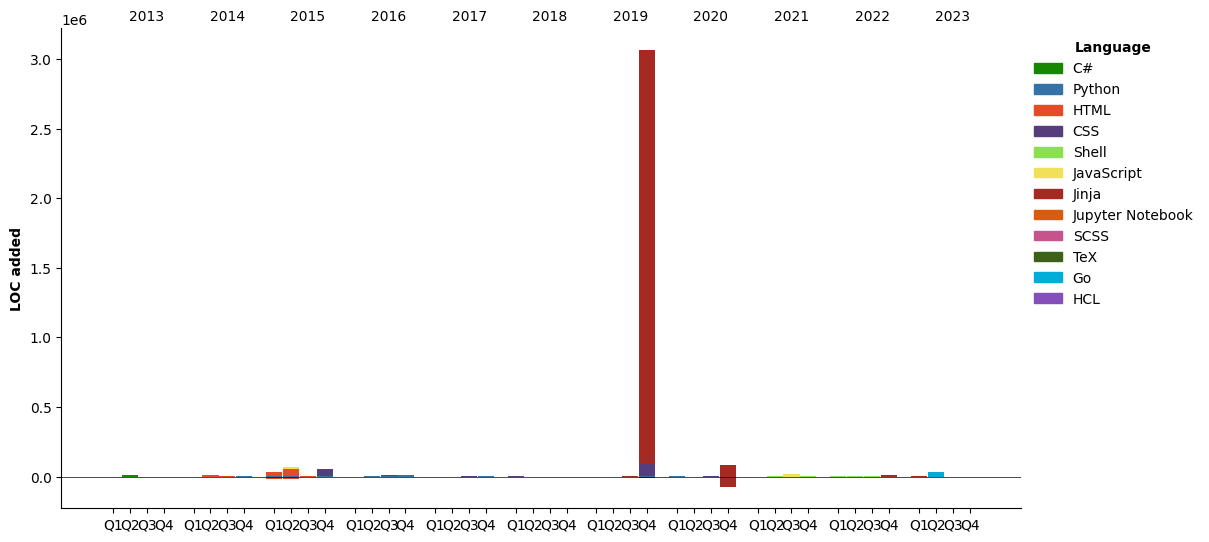 2013 2014 2015 2016 2017 2018 2019 2020 2021 2022 2023
1e6
3.0
2.5
2.0
1.5
1.0
0.5
0.0
LOC added
Q1Q2Q3Q4 Q1Q2Q3Q4 Q1Q2Q3Q4 Q1Q2Q3Q4 Q1Q2Q3Q4 Q1Q2Q3Q4 Q1Q2Q3Q4 Q1Q2Q3Q4 Q1Q2Q3Q4 Q1Q2Q3Q4 Q1Q2Q3Q4
Language
C#
Python
HTML
CSS
Shell
JavaScript
Jinja
Jupyter Notebook
SCSS
TeX
Go
HCL